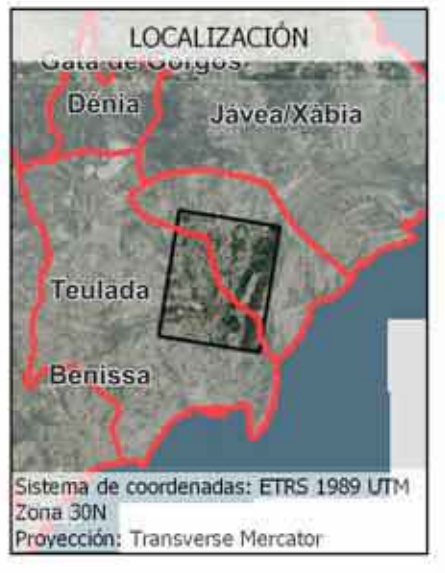 LOCALIZACIÓN
Gata de Gorgos
Dénia
Jávea/Xàbia
Teulada
Benissa
Sistema de coordenadas: ETRS 1989 UTM
Zona 30N
Proyección: Transverse Mercator